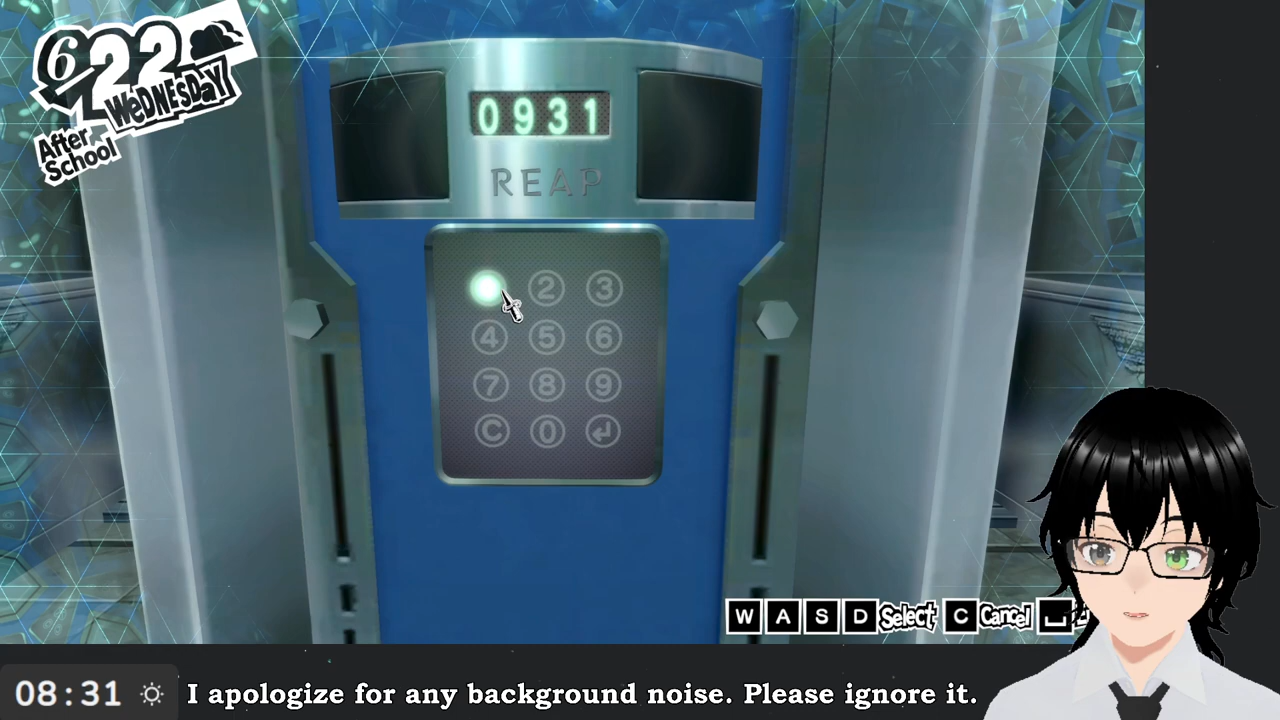 6/22
WEDNESDAY
After
School
0931
REAP
2 3
4 5 6
7 8 9
C 0 ↵
W A S D Select C Cancel
08:31 I apologize for any background noise. Please ignore it.